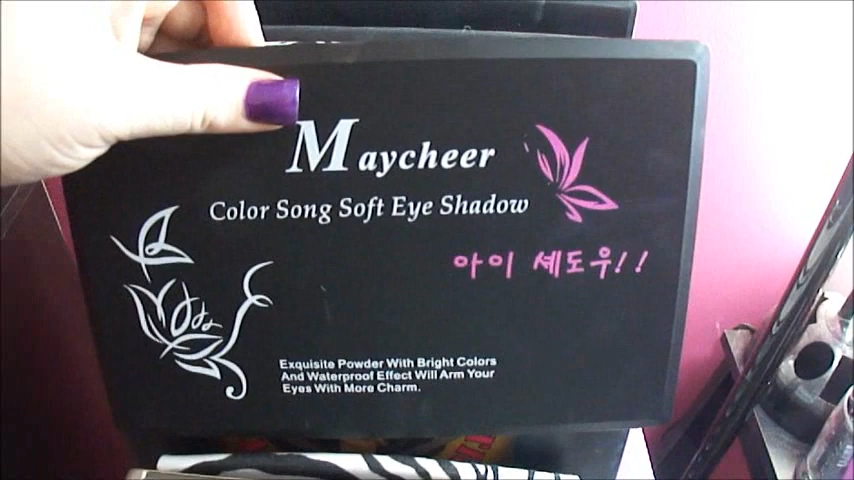 Maycheer
Color Song Soft Eye Shadow
아이 셰도우!!
Exquisite Powder With Bright Colors
And Waterproof Effect Will Arm Your
Eyes With More Charm.